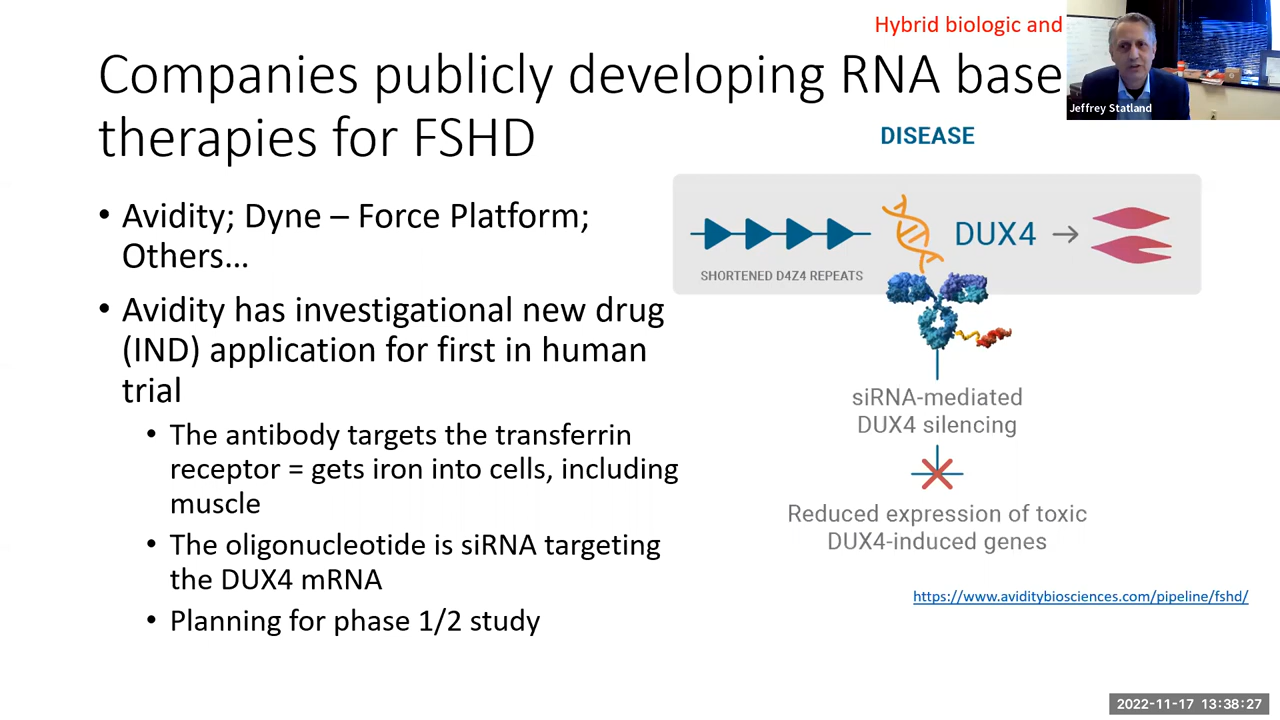 Hybrid biologic and
Companies publicly developing RNA base
therapies for FSHD
Jeffrey Statland
• Avidity; Dyne – Force Platform;
Others…
• Avidity has investigational new drug
(IND) application for first in human
trial
• The antibody targets the transferrin
receptor = gets iron into cells, including
muscle
• The oligonucleotide is siRNA targeting
the DUX4 mRNA
• Planning for phase 1/2 study
DISEASE
DUX4
SHORTENED D4Z4 REPEATS
siRNA-mediated
DUX4 silencing
Reduced expression of toxic
DUX4-induced genes
https://www.aviditybiosciences.com/pipeline/fshd/
2022-11-17 13:38:27